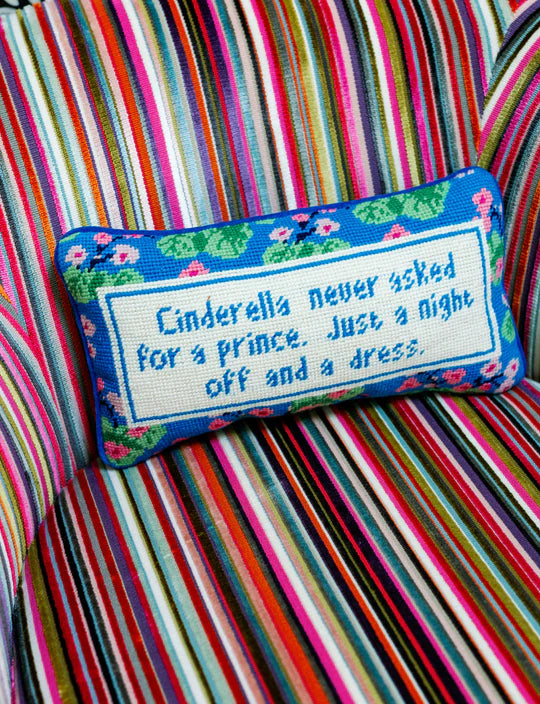 Cinderella never asked
for a prince. Just a night
off and a dress.